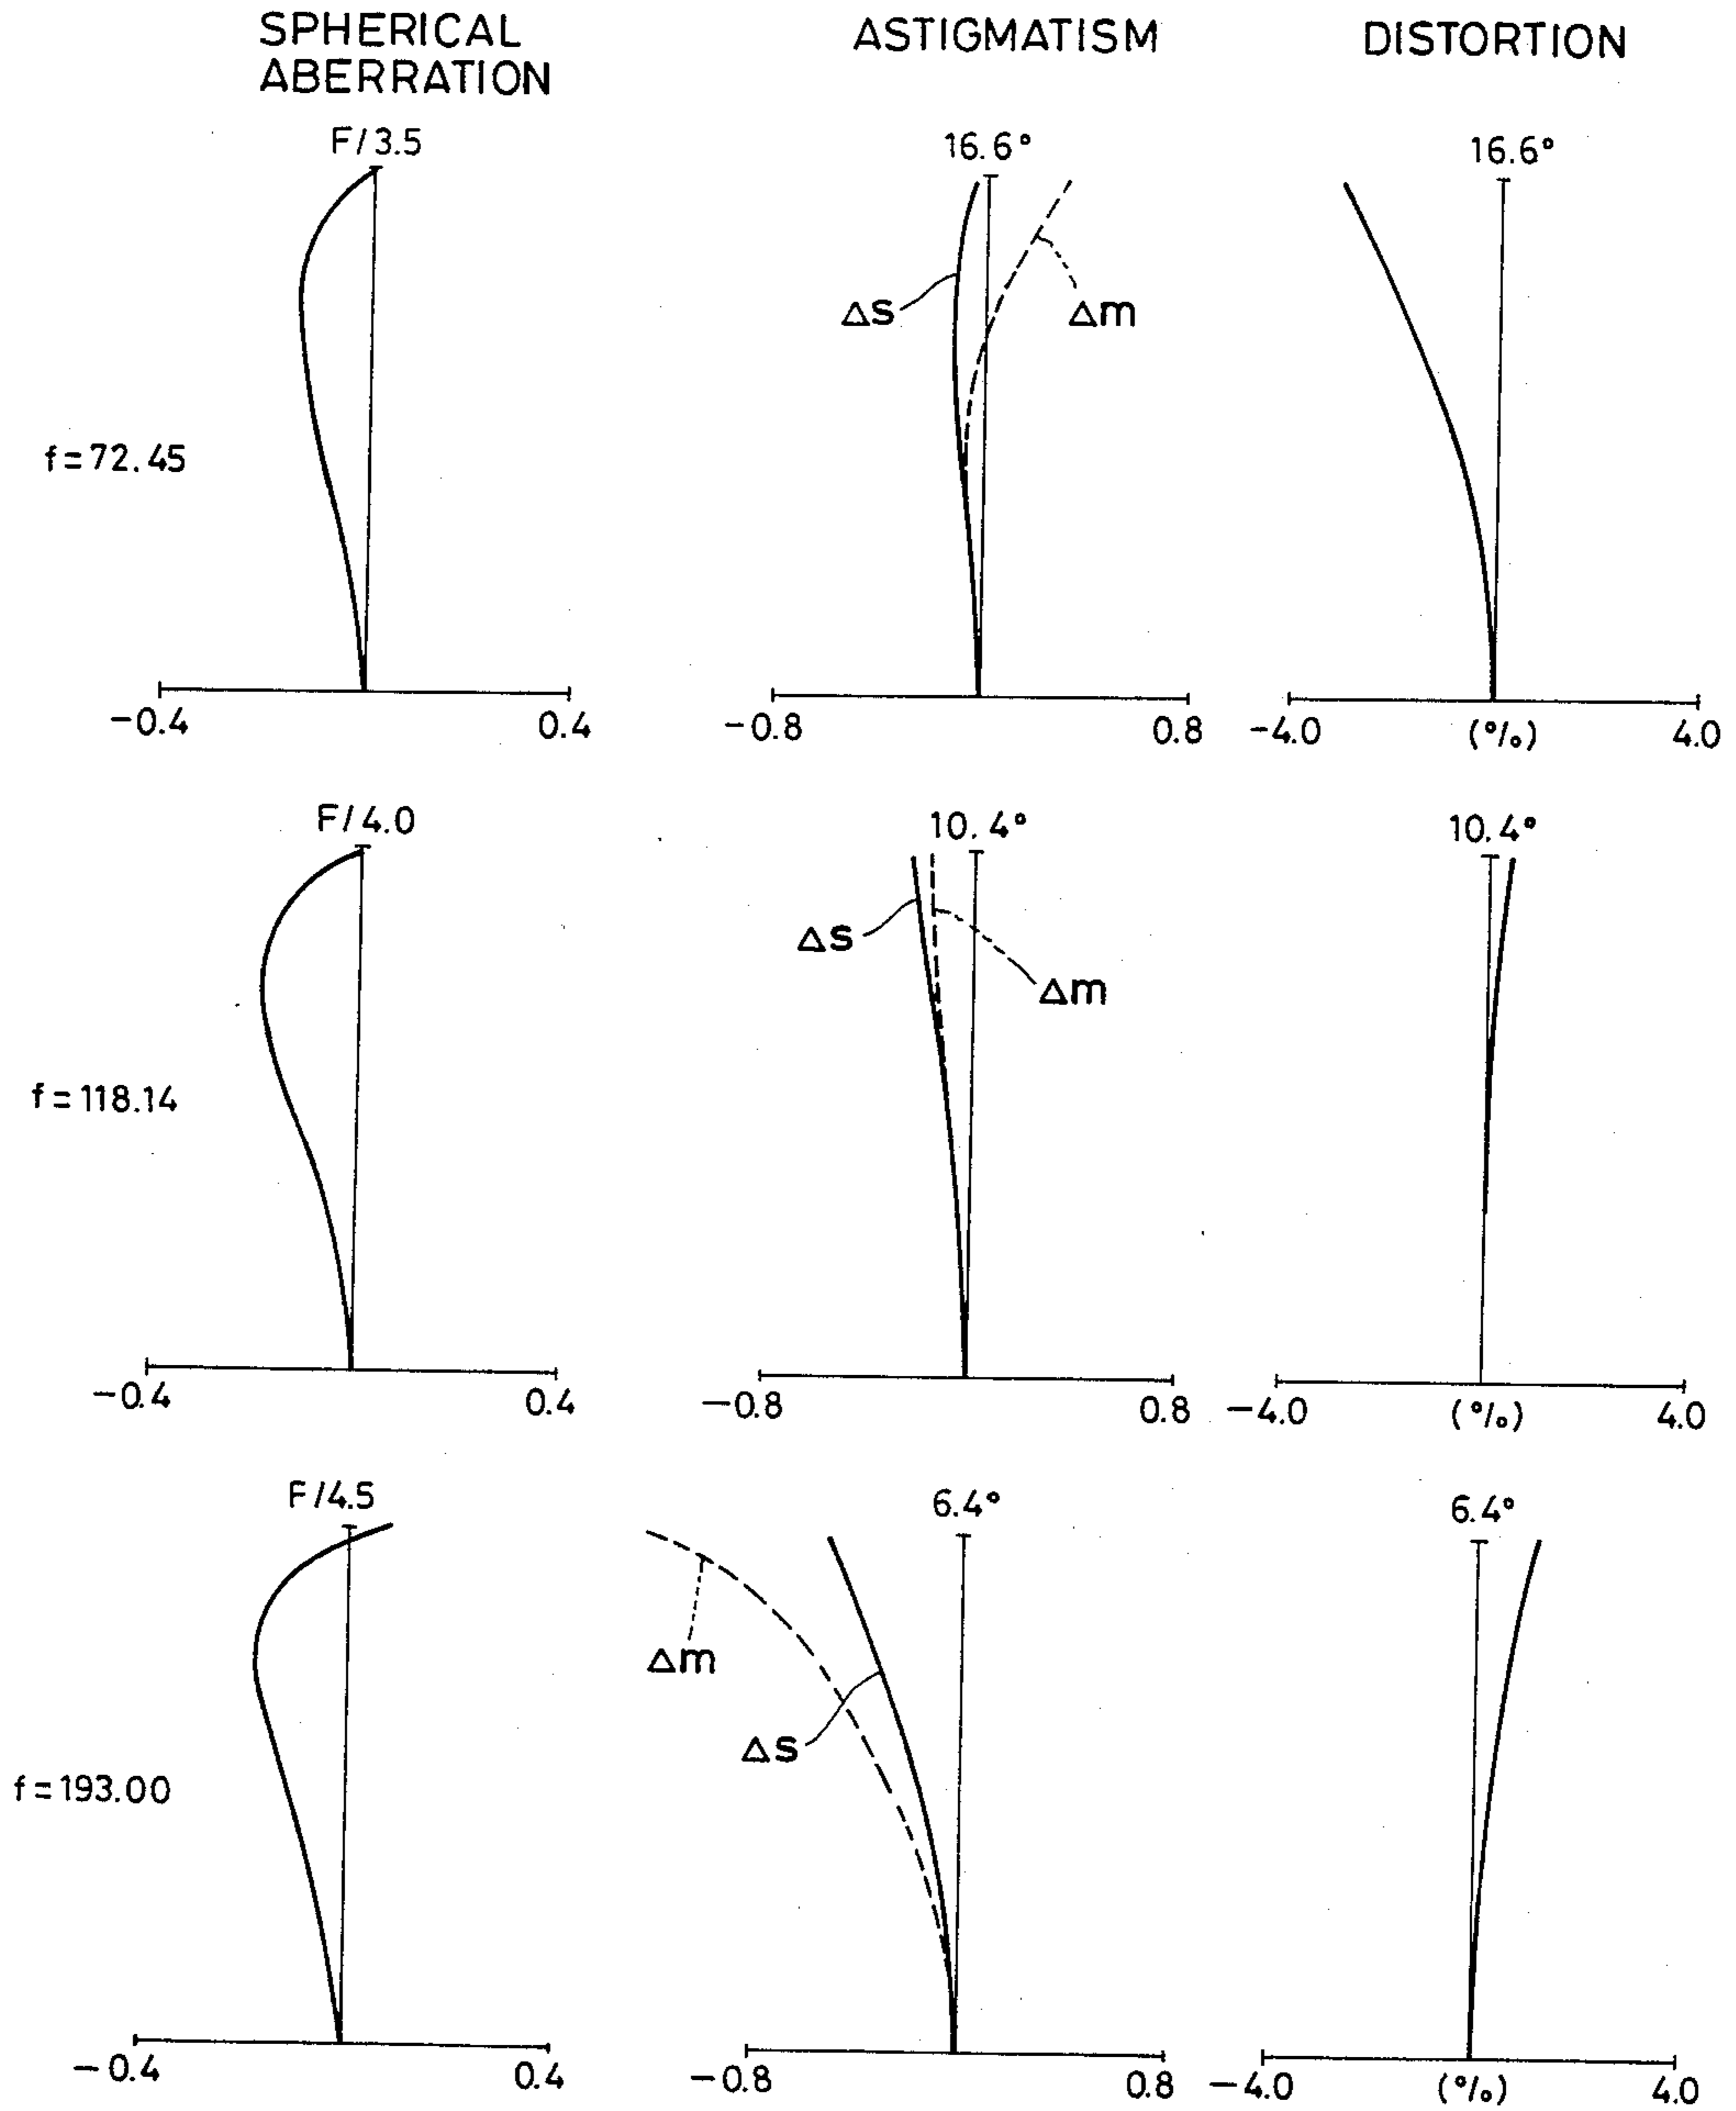 SPHERICAL
ABERRATION
ASTIGMATISM
DISTORTION
F/3.5
16.6°
16.6°
Δs
Δm
f=72.45
-0.4
0.4
-0.8
0.8
-4.0
(%)
4.0
F/4.0
10.4°
10.4°
Δs
Δm
f=118.14
-0.4
0.4
-0.8
0.8
-4.0
(%)
4.0
F/4.5
6.4°
6.4°
Δm
Δs
f=193.00
-0.4
0.4
-0.8
0.8
-4.0
(%)
4.0